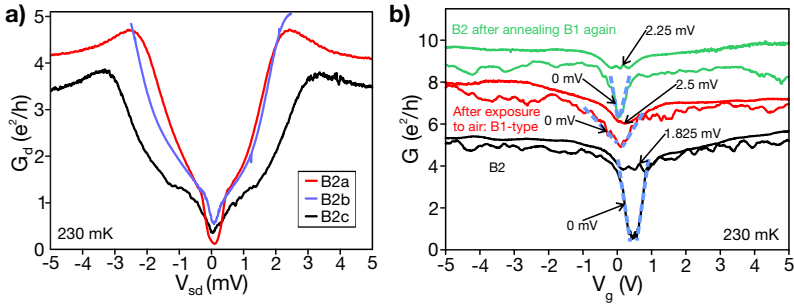 a)
5
4
3
2
1
0
G_d (e²/h)
230 mK
B2a
B2b
B2c
-5 -4 -3 -2 -1 0 1 2 3 4 5
V_sd (mV)
b)
10
8
6
4
2
0
G (e²/h)
B2 after annealing B1 again
2.25 mV
0 mV
2.5 mV
After exposure
to air: B1-type
0 mV
1.825 mV
B2
0 mV
230 mK
-5 -4 -3 -2 -1 0 1 2 3 4 5
V_g (V)